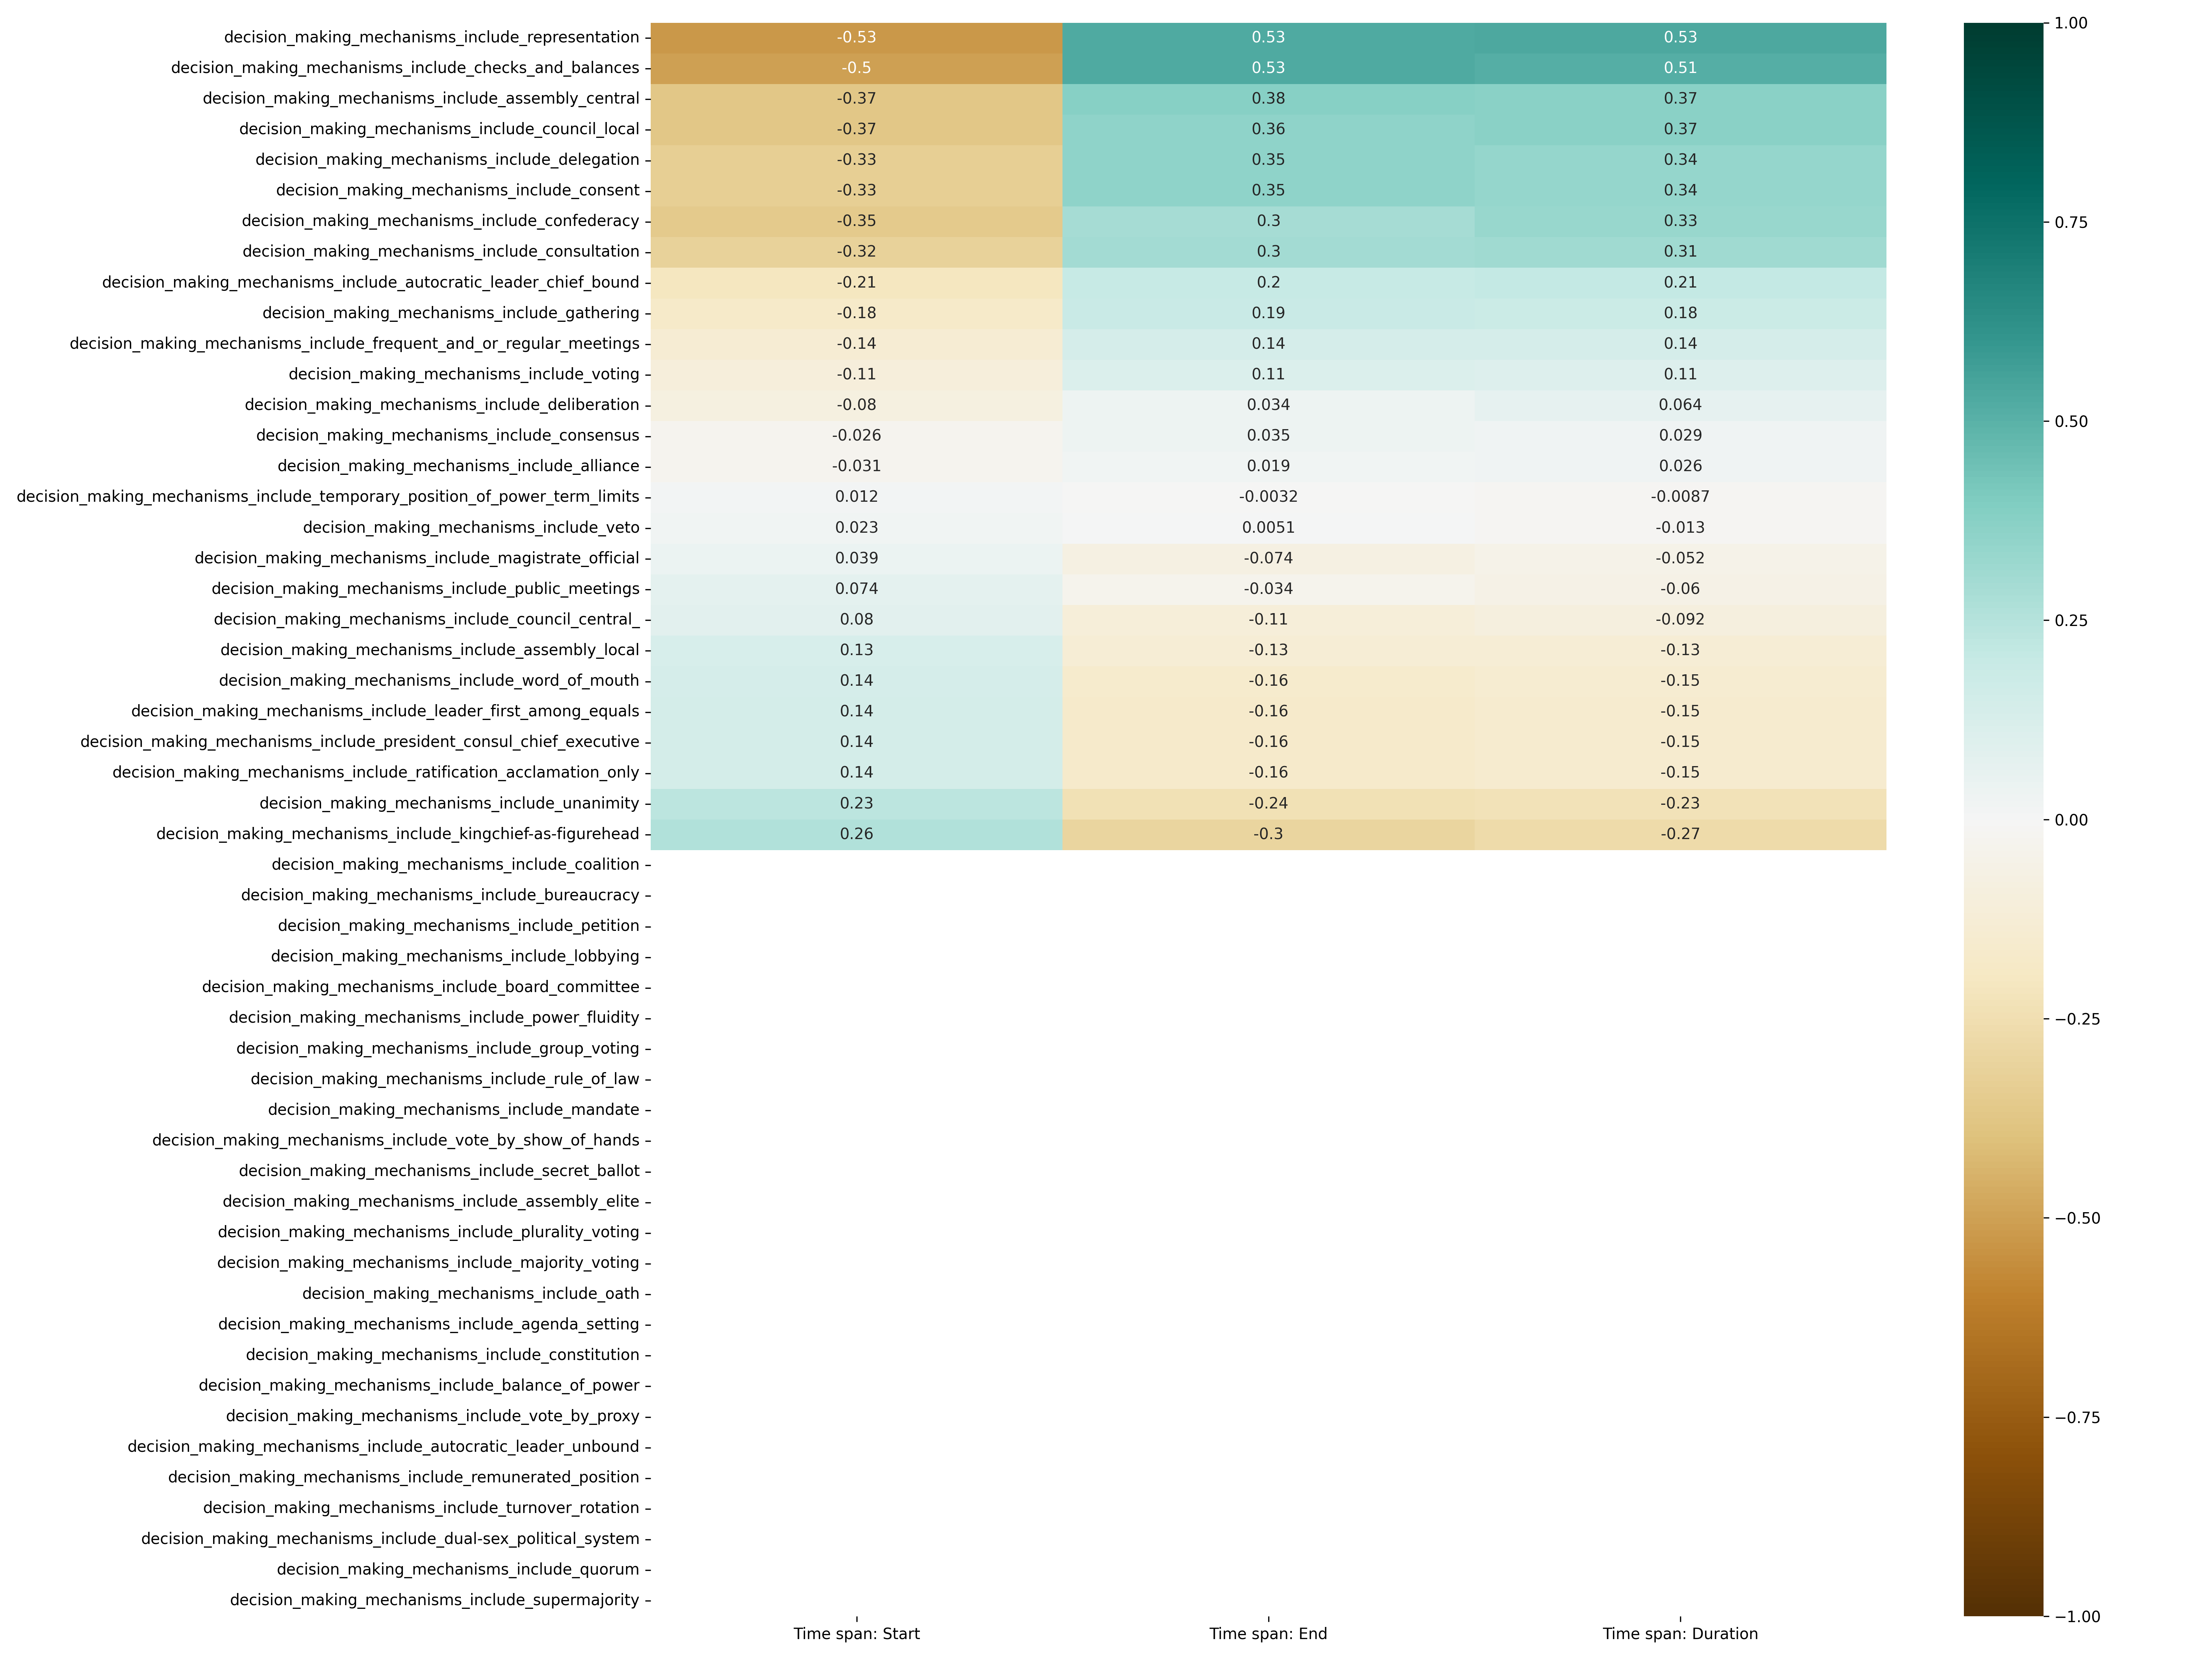 decision_making_mechanisms_include_representation -0.53 0.53 0.53
decision_making_mechanisms_include_checks_and_balances -0.5 0.53 0.51
decision_making_mechanisms_include_assembly_central -0.37 0.38 0.37
decision_making_mechanisms_include_council_local -0.37 0.36 0.37
decision_making_mechanisms_include_delegation -0.33 0.35 0.34
decision_making_mechanisms_include_consent -0.33 0.35 0.34
decision_making_mechanisms_include_confederacy -0.35 0.3 0.33
decision_making_mechanisms_include_consultation -0.32 0.3 0.31
decision_making_mechanisms_include_autocratic_leader_chief_bound -0.21 0.2 0.21
decision_making_mechanisms_include_gathering -0.18 0.19 0.18
decision_making_mechanisms_include_frequent_and_or_regular_meetings -0.14 0.14 0.14
decision_making_mechanisms_include_voting -0.11 0.11 0.11
decision_making_mechanisms_include_deliberation -0.08 0.034 0.064
decision_making_mechanisms_include_consensus -0.026 0.035 0.029
decision_making_mechanisms_include_alliance -0.031 0.019 0.026
decision_making_mechanisms_include_temporary_position_of_power_term_limits 0.012 -0.0032 -0.0087
decision_making_mechanisms_include_veto 0.023 0.0051 -0.013
decision_making_mechanisms_include_magistrate_official 0.039 -0.074 -0.052
decision_making_mechanisms_include_public_meetings 0.074 -0.034 -0.06
decision_making_mechanisms_include_council_central_ 0.08 -0.11 -0.092
decision_making_mechanisms_include_assembly_local 0.13 -0.13 -0.13
decision_making_mechanisms_include_word_of_mouth 0.14 -0.16 -0.15
decision_making_mechanisms_include_leader_first_among_equals 0.14 -0.16 -0.15
decision_making_mechanisms_include_president_consul_chief_executive 0.14 -0.16 -0.15
decision_making_mechanisms_include_ratification_acclamation_only 0.14 -0.16 -0.15
decision_making_mechanisms_include_unanimity 0.23 -0.24 -0.23
decision_making_mechanisms_include_kingchief-as-figurehead 0.26 -0.3 -0.27
decision_making_mechanisms_include_coalition
decision_making_mechanisms_include_bureaucracy
decision_making_mechanisms_include_petition
decision_making_mechanisms_include_lobbying
decision_making_mechanisms_include_board_committee
decision_making_mechanisms_include_power_fluidity
decision_making_mechanisms_include_group_voting
decision_making_mechanisms_include_rule_of_law
decision_making_mechanisms_include_mandate
decision_making_mechanisms_include_vote_by_show_of_hands
decision_making_mechanisms_include_secret_ballot
decision_making_mechanisms_include_assembly_elite
decision_making_mechanisms_include_plurality_voting
decision_making_mechanisms_include_majority_voting
decision_making_mechanisms_include_oath
decision_making_mechanisms_include_agenda_setting
decision_making_mechanisms_include_constitution
decision_making_mechanisms_include_balance_of_power
decision_making_mechanisms_include_vote_by_proxy
decision_making_mechanisms_include_autocratic_leader_unbound
decision_making_mechanisms_include_remunerated_position
decision_making_mechanisms_include_turnover_rotation
decision_making_mechanisms_include_dual-sex_political_system
decision_making_mechanisms_include_quorum
decision_making_mechanisms_include_supermajority
Time span: Start Time span: End Time span: Duration
1.00
0.75
0.50
0.25
0.00
−0.25
−0.50
−0.75
−1.00